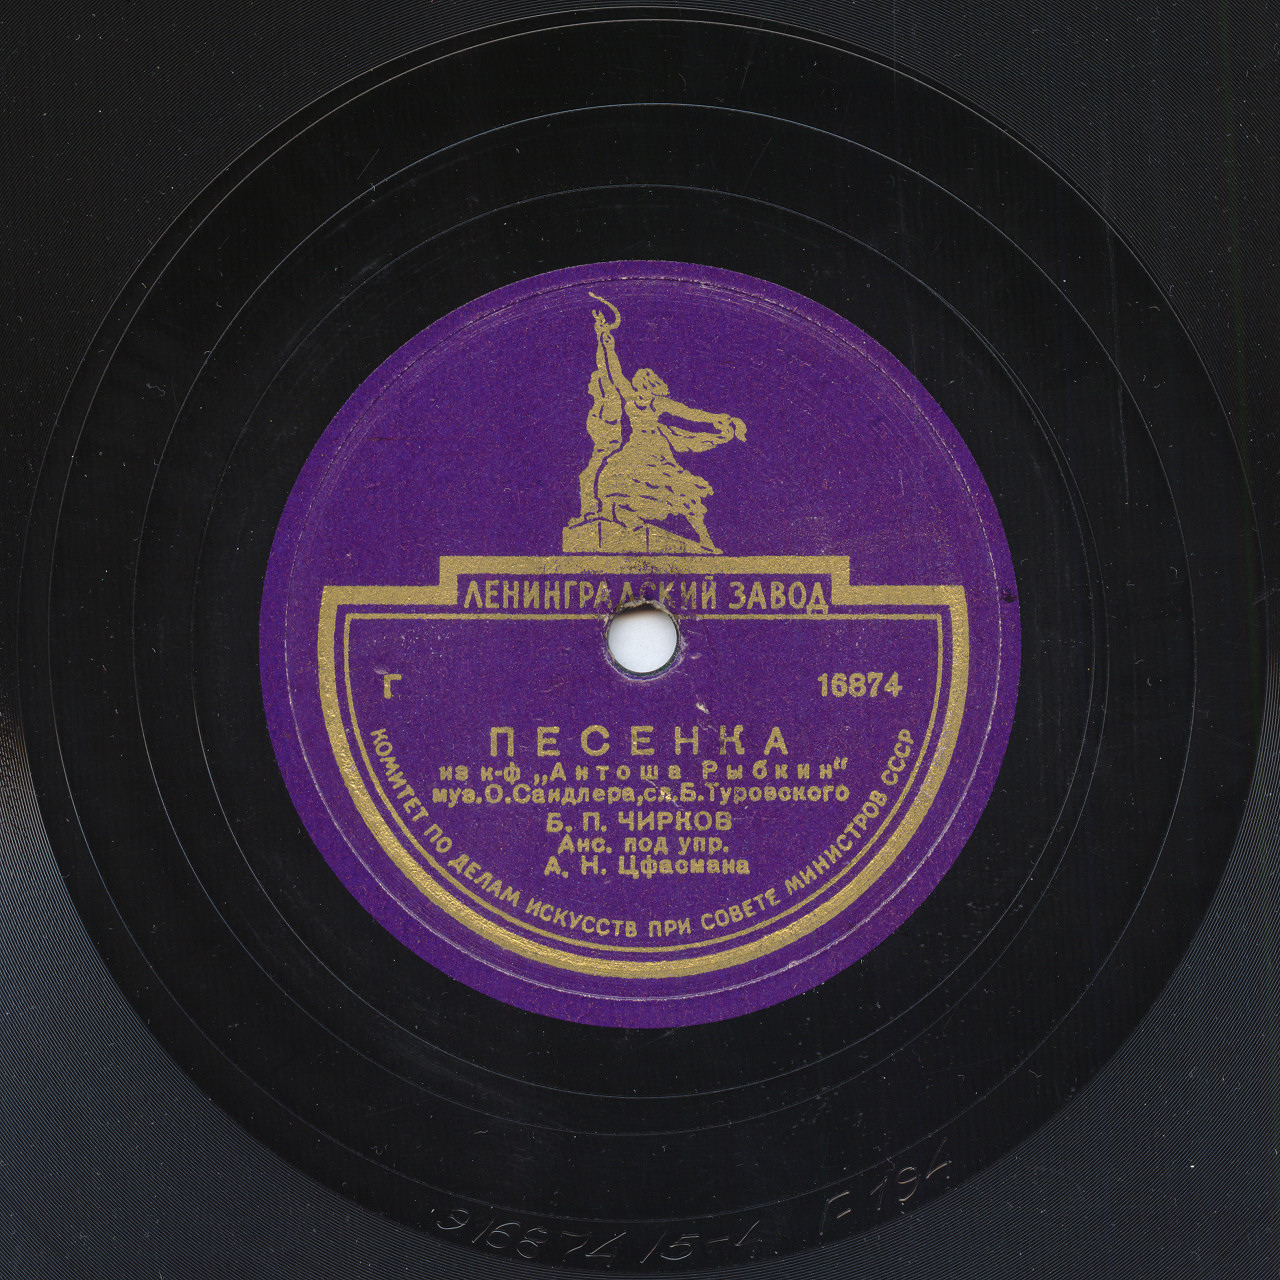 ЛЕНИНГРАДСКИЙ ЗАВОД
Г 16874
ПЕСЕНКА
из к-ф „Антоша Рыбкин“
муз.О.Сандлера,сл.Б.Туровского
Б. П. ЧИРКОВ
Анс. под упр.
А. Н. Цфасмана
КОМИТЕТ ПО ДЕЛАМ ИСКУССТВ ПРИ СОВЕТЕ МИНИСТРОВ СССР